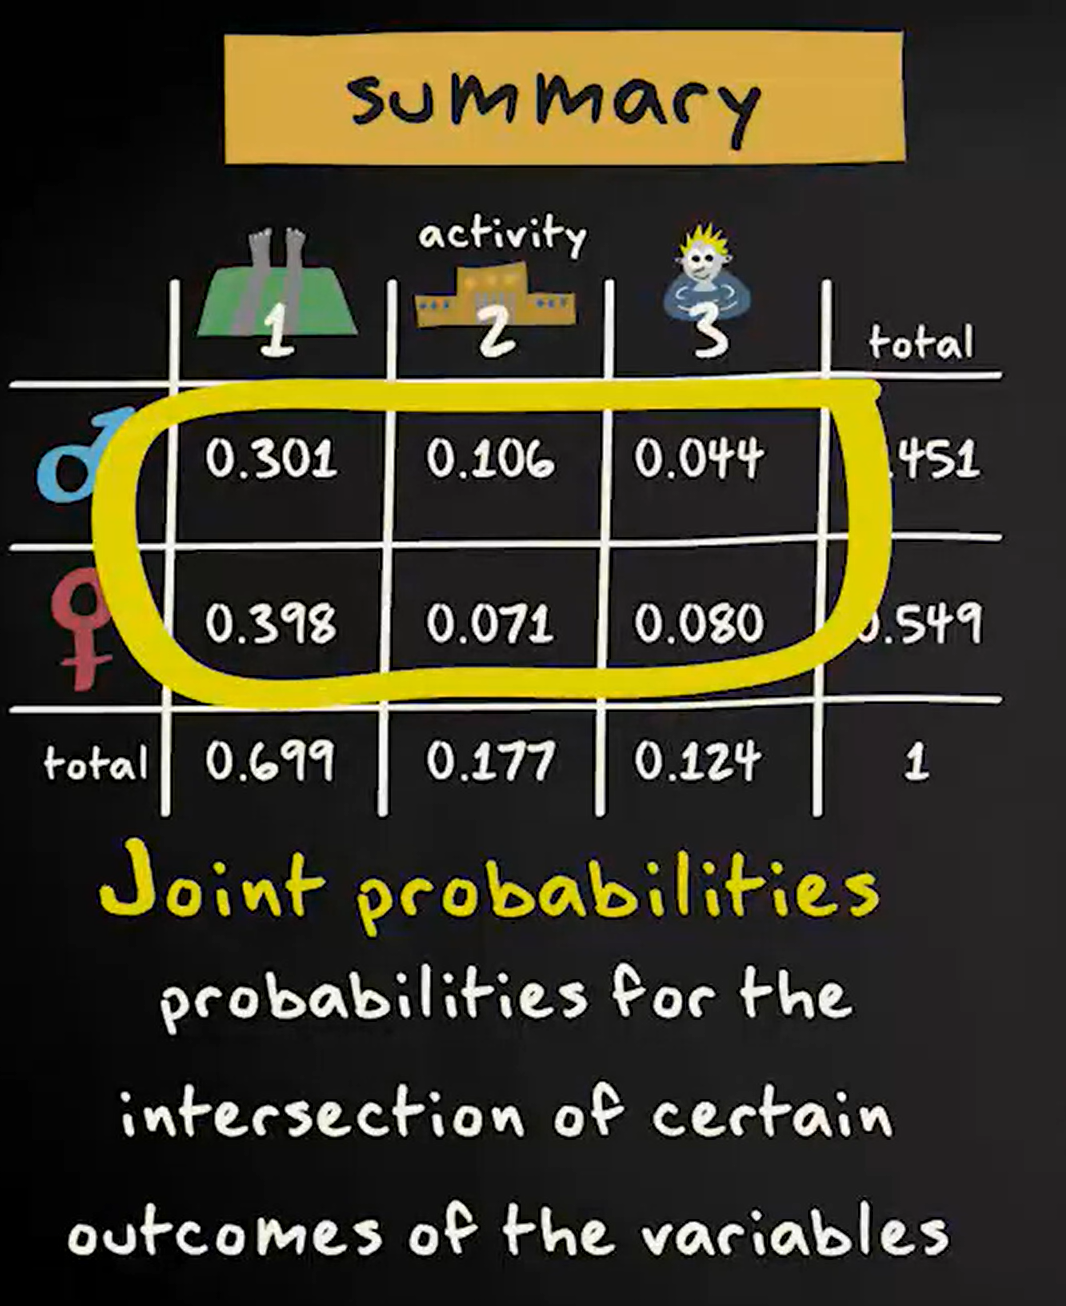 summary
activity
1 2 3 total
0.301 0.106 0.044 .451
0.398 0.071 0.080 0.549
total 0.699 0.177 0.124 1
Joint probabilities
probabilities for the
intersection of certain
outcomes of the variables